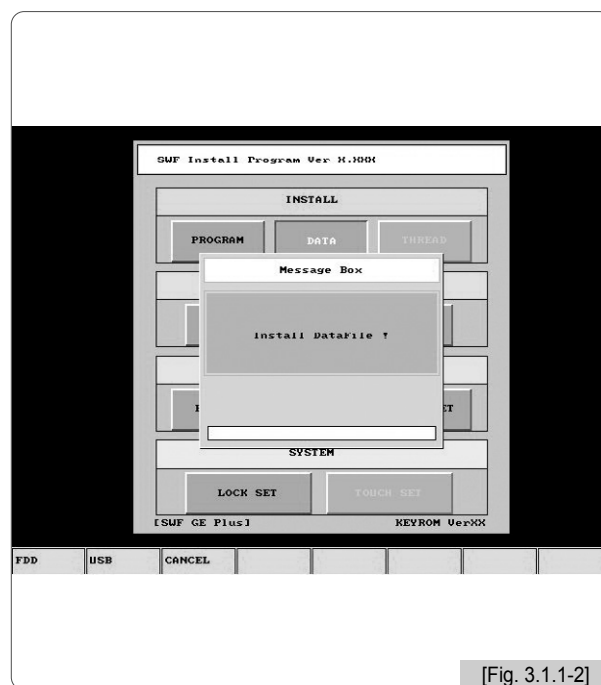 SWF Install Program Ver X.XXX
INSTALL
PROGRAM DATA THREAD
Message Box
Install DataFile ?
SYSTEM
LOCK SET TOUCH SET
[SWF GE Plus] KEYROM VerXX
FDD USB CANCEL
[Fig. 3.1.1-2]